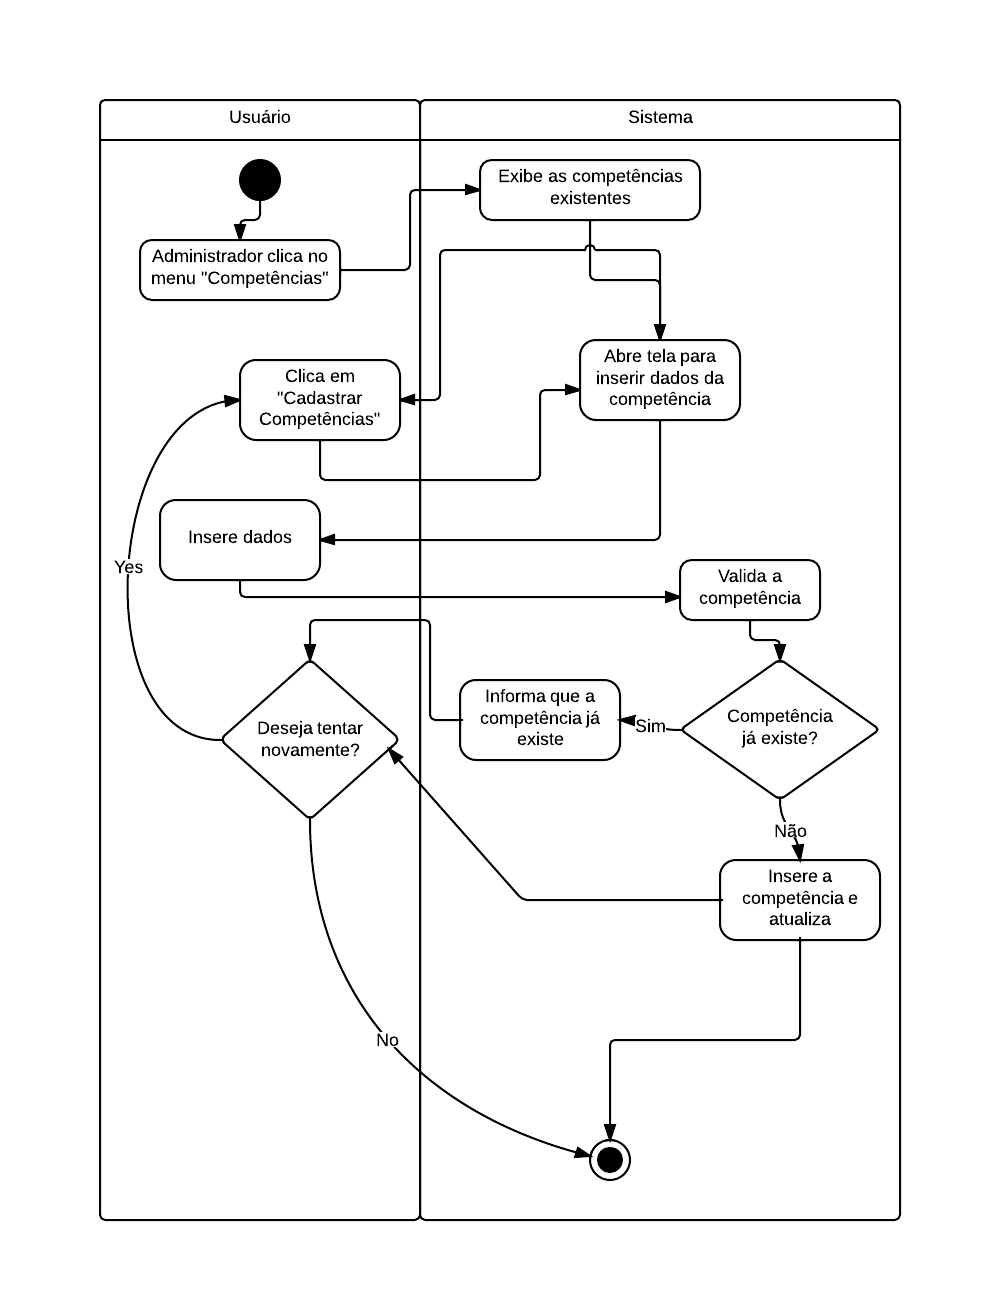 Usuário
Sistema
Exibe as competências
existentes
Administrador clica no
menu "Competências"
Abre tela para
inserir dados da
competência
Clica em
"Cadastrar
Competências"
Insere dados
Yes
Valida a
competência
Informa que a
competência já
existe
Sim
Competência
já existe?
Deseja tentar
novamente?
Não
Insere a
competência e
atualiza
No